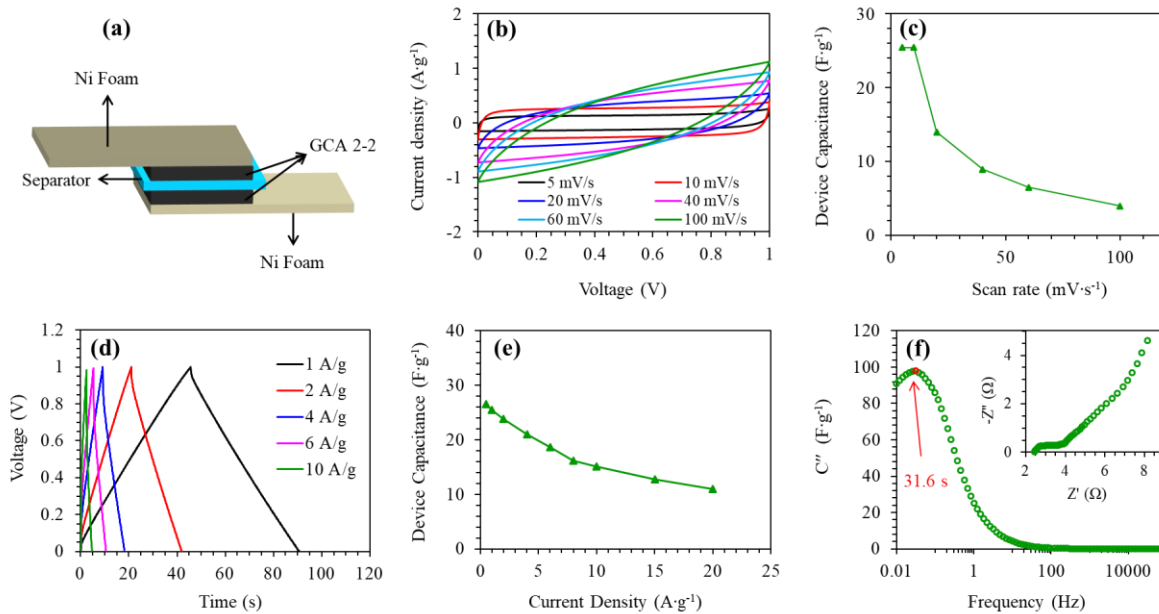 (a)
Ni Foam
GCA 2-2
Separator
Ni Foam
(b)
Current density (A·g⁻¹)
2
1
0
-1
-2
5 mV/s
10 mV/s
20 mV/s
40 mV/s
60 mV/s
100 mV/s
0
0.2
0.4
0.6
0.8
1
Voltage (V)
(c)
Device Capacitance (F·g⁻¹)
30
20
10
0
0
50
100
Scan rate (mV·s⁻¹)
(d)
Voltage (V)
1.2
1
0.8
0.6
0.4
0.2
0
1 A/g
2 A/g
4 A/g
6 A/g
10 A/g
0
20
40
60
80
100
120
Time (s)
(e)
Device Capacitance (F·g⁻¹)
40
30
20
10
0
0
5
10
15
20
25
Current Density (A·g⁻¹)
(f)
C″ (F·g⁻¹)
120
100
80
60
40
20
0
31.6 s
-Z″ (Ω)
4
2
0
2
4
6
8
Z' (Ω)
0.01
1
100
10000
Frequency (Hz)